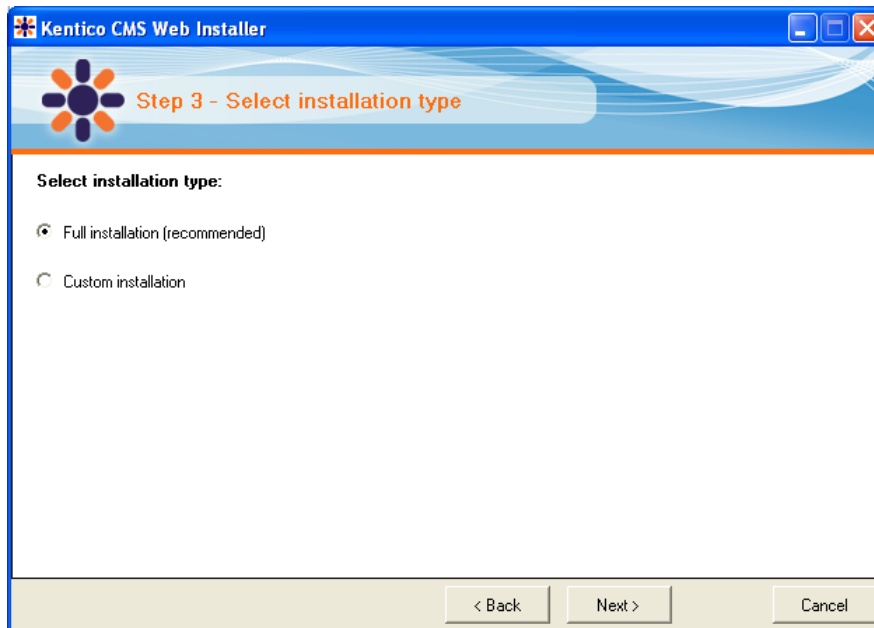 Kentico CMS Web Installer
Step 3 - Select installation type
Select installation type:
Full installation (recommended)
Custom installation
< Back Next > Cancel